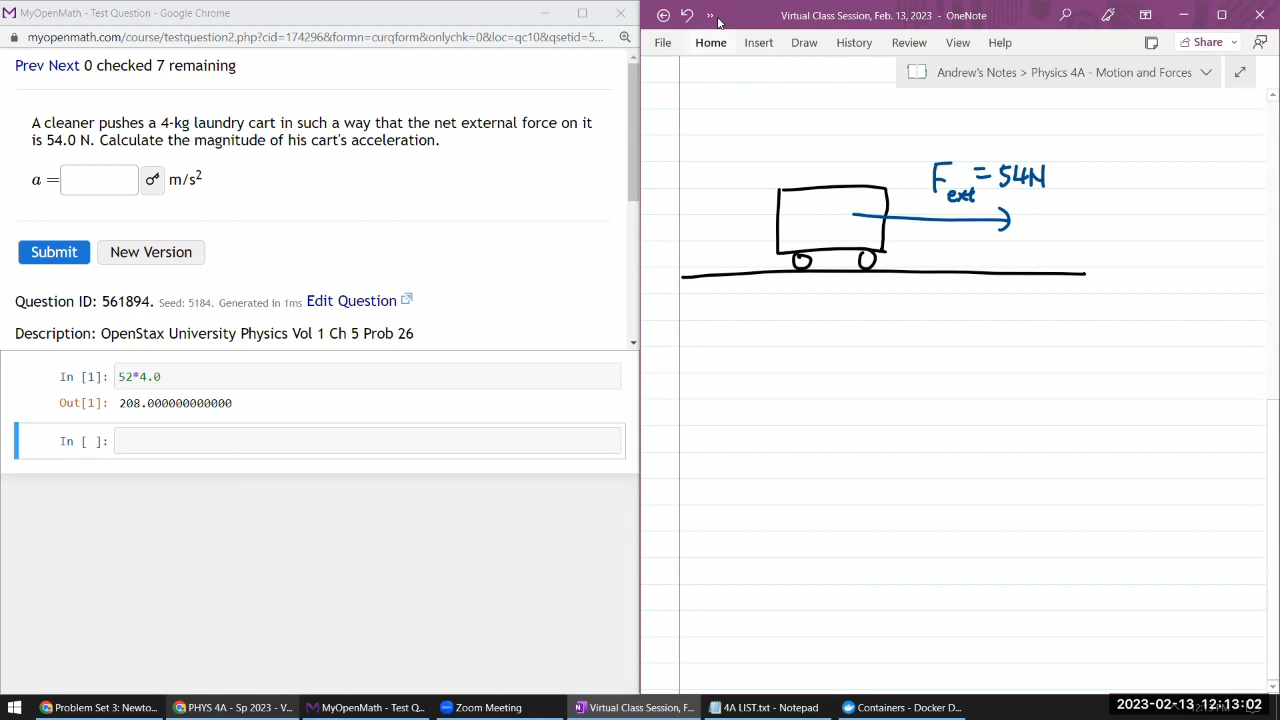 MyOpenMath - Test Question - Google Chrome
myopenmath.com/course/testquestion2.php?cid=174296&formn=curqform&onlychk=0&loc=qc10&qsetid=5...
Prev Next 0 checked 7 remaining
A cleaner pushes a 4-kg laundry cart in such a way that the net external force on it
is 54.0 N. Calculate the magnitude of his cart's acceleration.
a = m/s²
Submit New Version
Question ID: 561894. Seed: 5184. Generated in 1ms Edit Question
Description: OpenStax University Physics Vol 1 Ch 5 Prob 26
In [1]: 52*4.0
Out[1]: 208.000000000000
In [ ]:
Virtual Class Session, Feb. 13, 2023 - OneNote
File Home Insert Draw History Review View Help Share
Andrew's Notes > Physics 4A - Motion and Forces
F_ext = 54N
Problem Set 3: Newto... PHYS 4A - Sp 2023 - V... MyOpenMath - Test Q... Zoom Meeting Virtual Class Session, F... 4A LIST.txt - Notepad Containers - Docker D...
2023-02-13 12:13:02